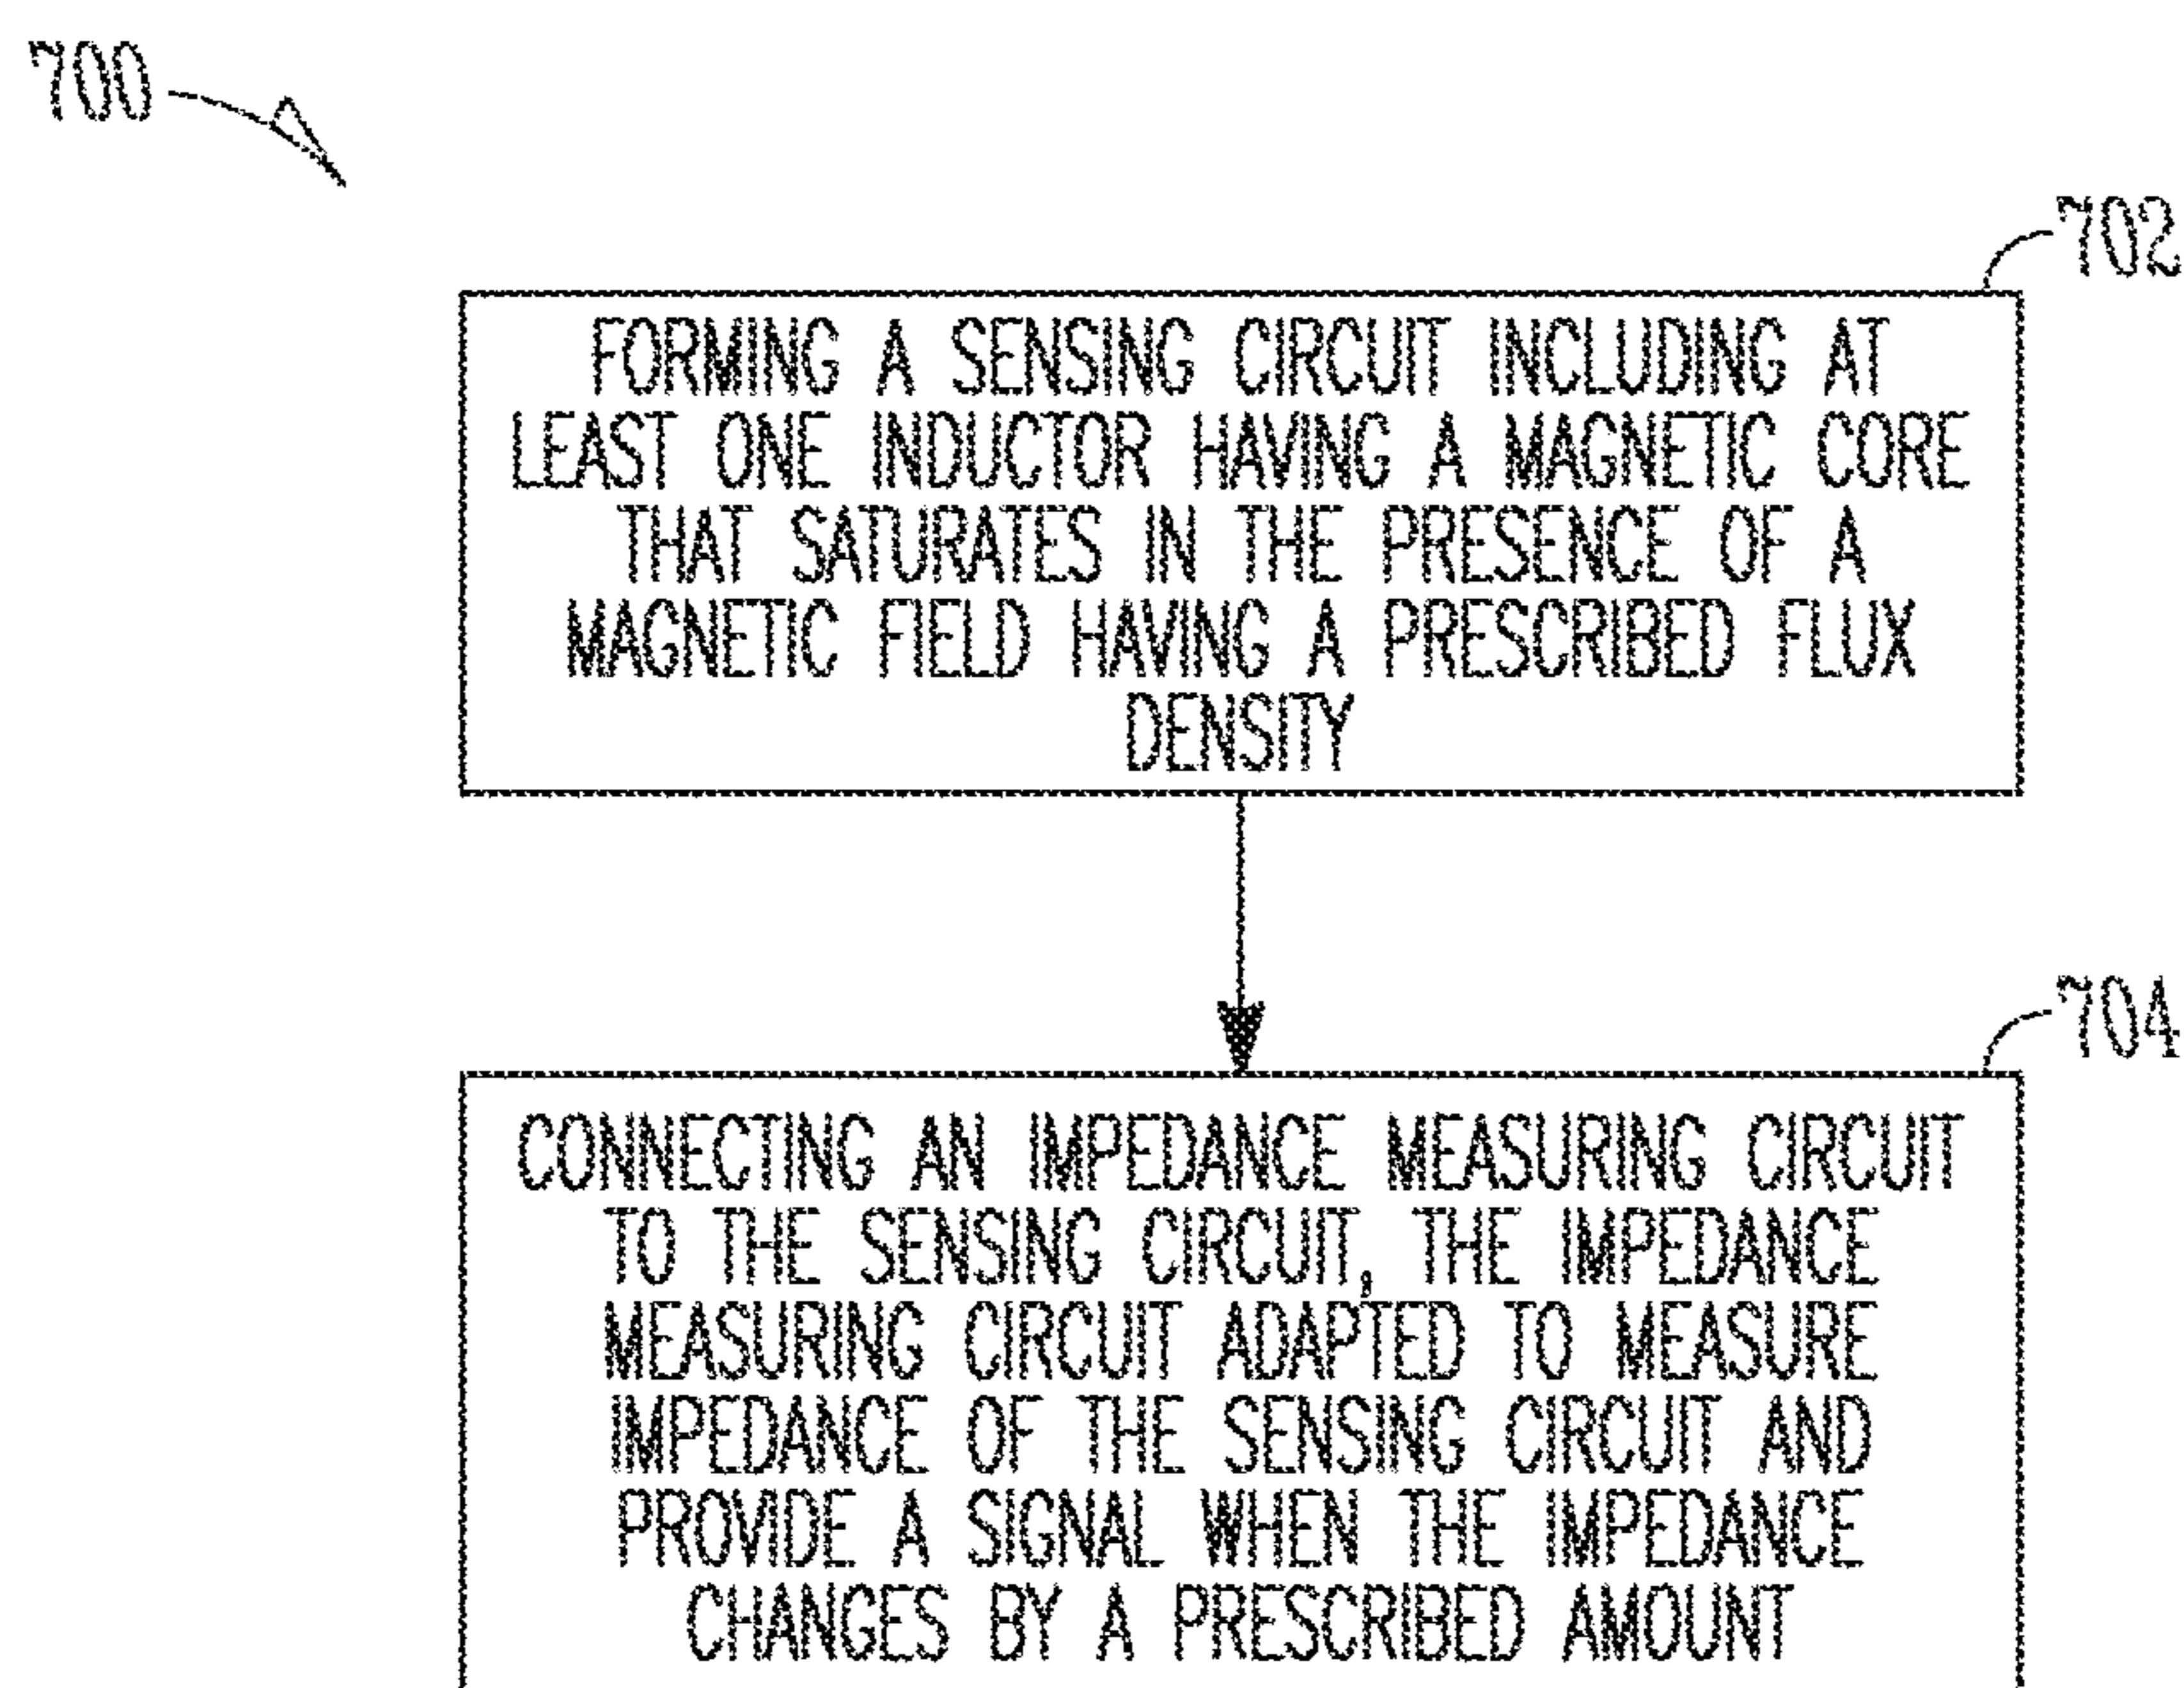 700
702
FORMING A SENSING CIRCUIT INCLUDING AT
LEAST ONE INDUCTOR HAVING A MAGNETIC CORE
THAT SATURATES IN THE PRESENCE OF A
MAGNETIC FIELD HAVING A PRESCRIBED FLUX
DENSITY
704
CONNECTING AN IMPEDANCE MEASURING CIRCUIT
TO THE SENSING CIRCUIT, THE IMPEDANCE
MEASURING CIRCUIT ADAPTED TO MEASURE
IMPEDANCE OF THE SENSING CIRCUIT AND
PROVIDE A SIGNAL WHEN THE IMPEDANCE
CHANGES BY A PRESCRIBED AMOUNT